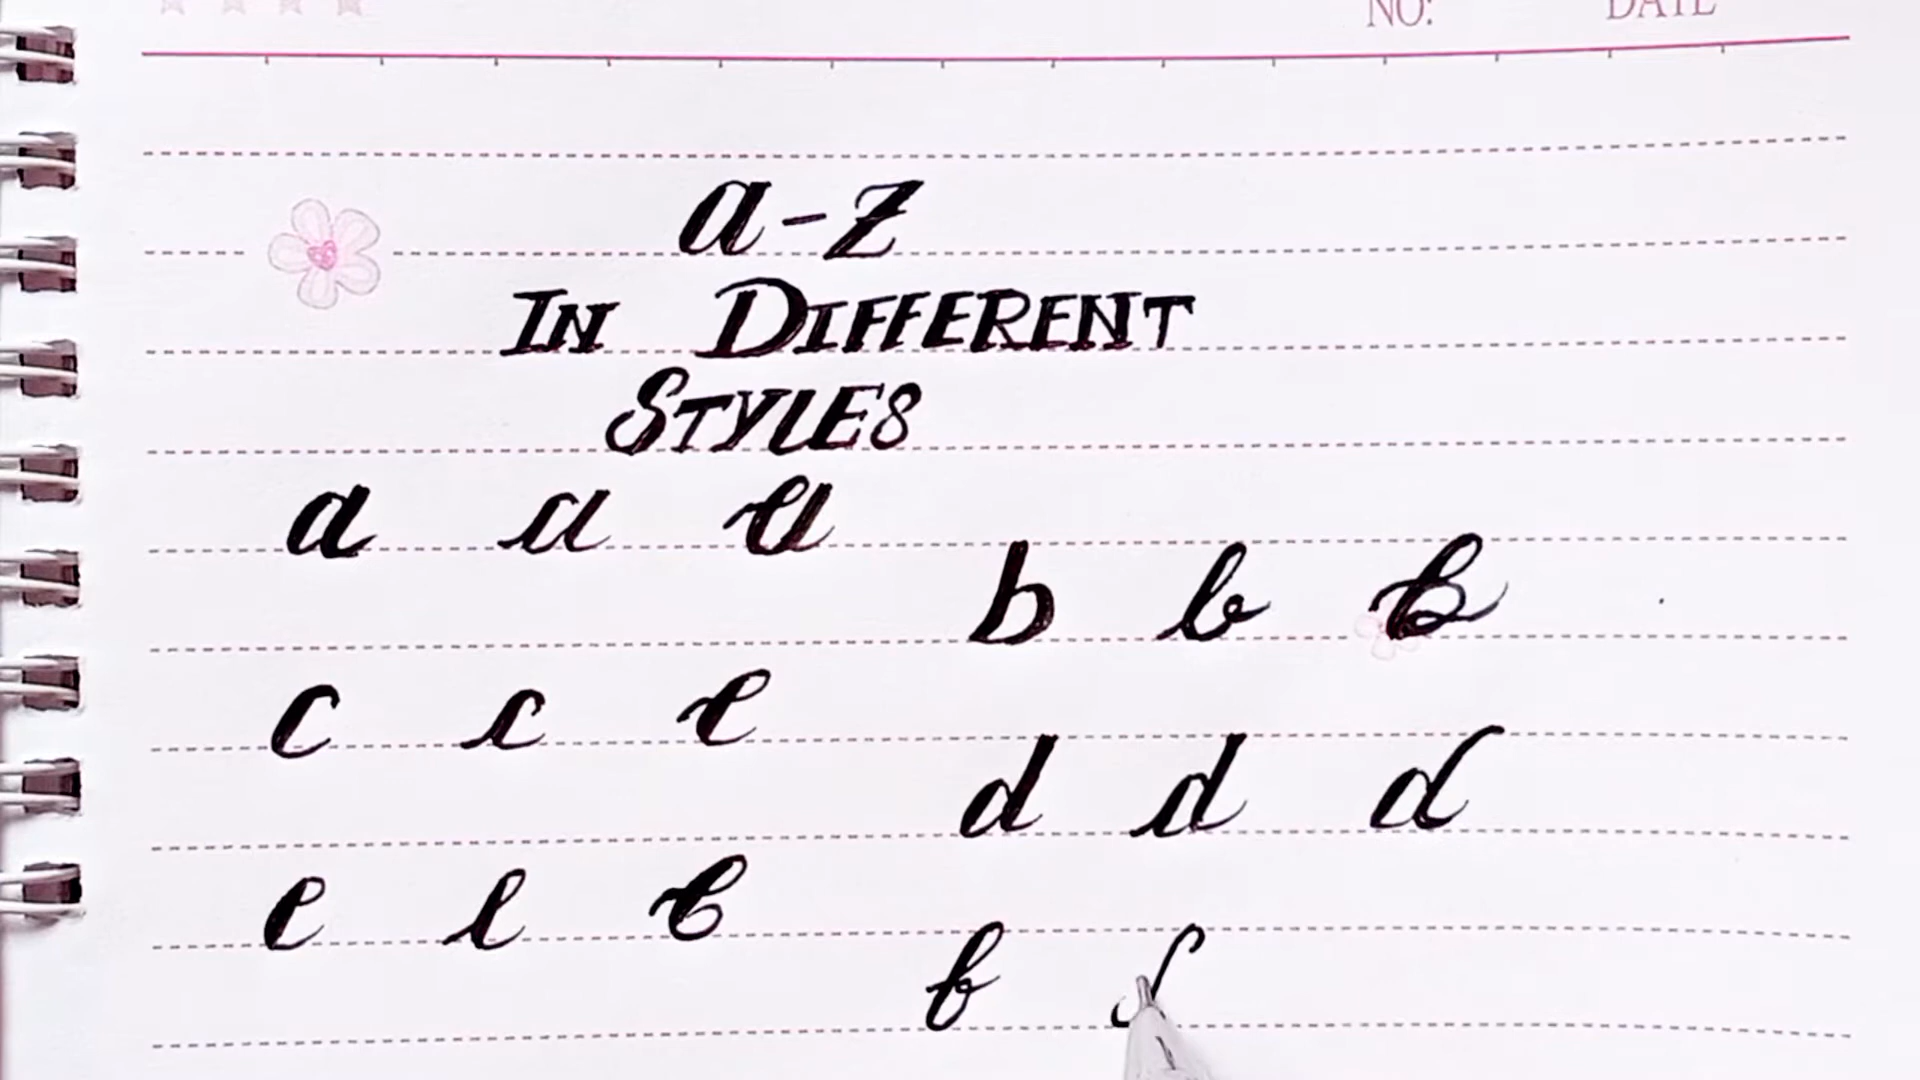 NO: DATE
a-z
IN DIFFERENT
STYLES
a a a
b b b
c c c
d d d
e e e
f f